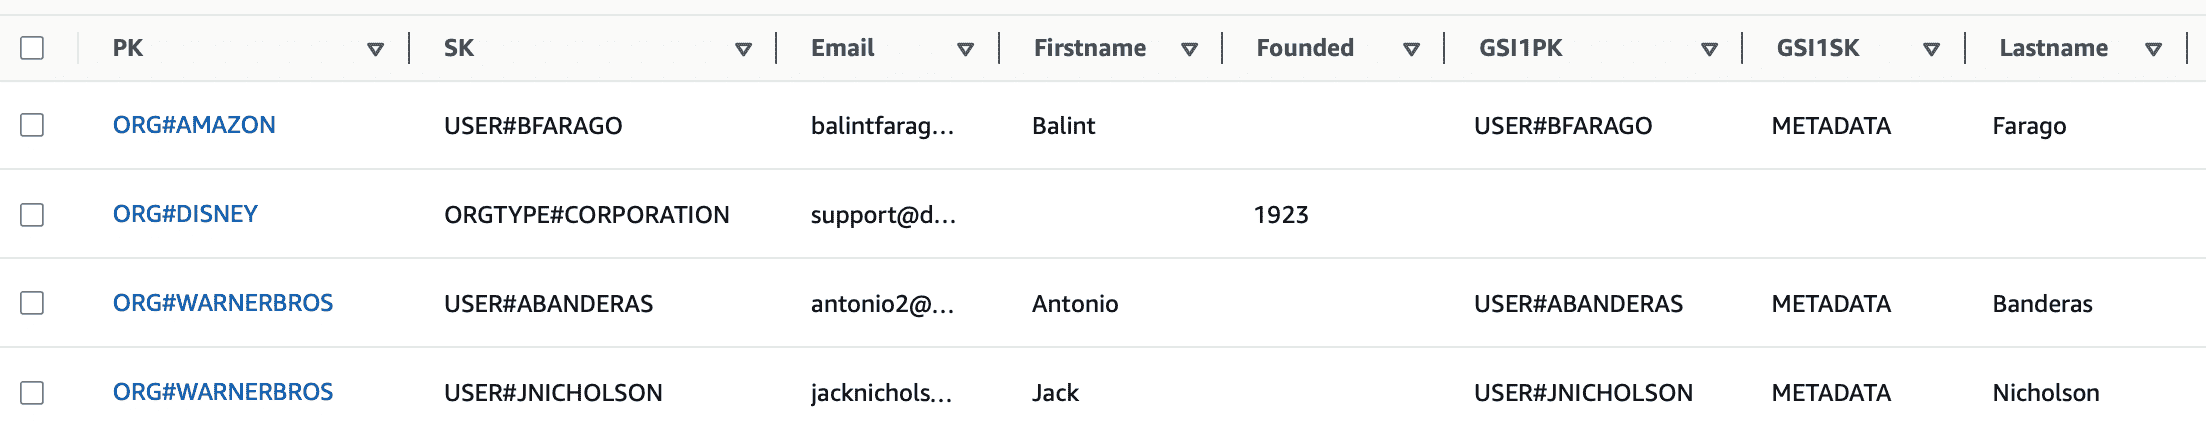 PK SK Email Firstname Founded GSI1PK GSI1SK Lastname
ORG#AMAZON USER#BFARAGO balintfarag... Balint USER#BFARAGO METADATA Farago
ORG#DISNEY ORGTYPE#CORPORATION support@d... 1923
ORG#WARNERBROS USER#ABANDERAS antonio2@... Antonio USER#ABANDERAS METADATA Banderas
ORG#WARNERBROS USER#JNICHOLSON jacknichols... Jack USER#JNICHOLSON METADATA Nicholson